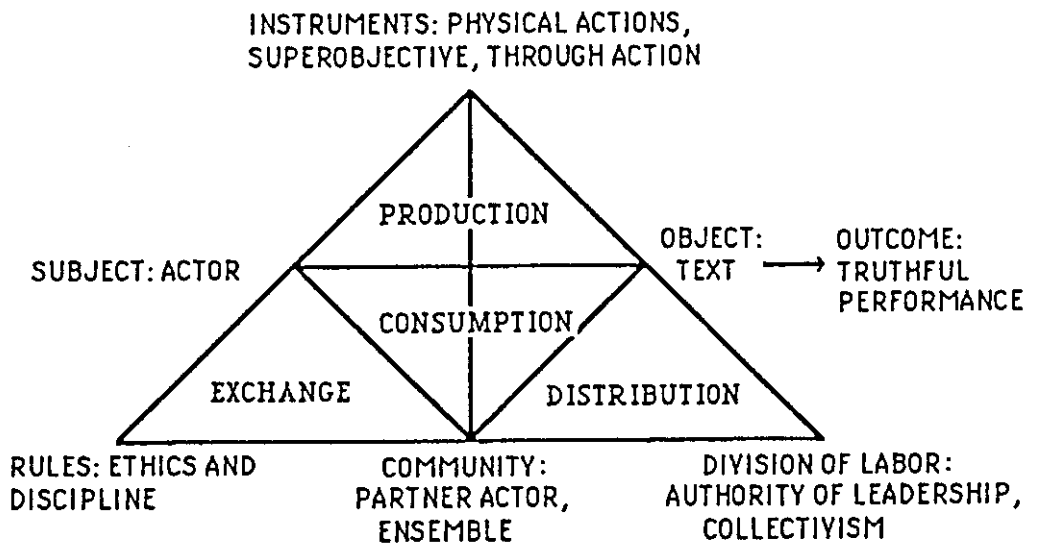 INSTRUMENTS: PHYSICAL ACTIONS,
SUPEROBJECTIVE, THROUGH ACTION
PRODUCTION
SUBJECT: ACTOR
OBJECT:
TEXT
OUTCOME:
TRUTHFUL
PERFORMANCE
CONSUMPTION
EXCHANGE
DISTRIBUTION
RULES: ETHICS AND
DISCIPLINE
COMMUNITY:
PARTNER ACTOR,
ENSEMBLE
DIVISION OF LABOR:
AUTHORITY OF LEADERSHIP,
COLLECTIVISM